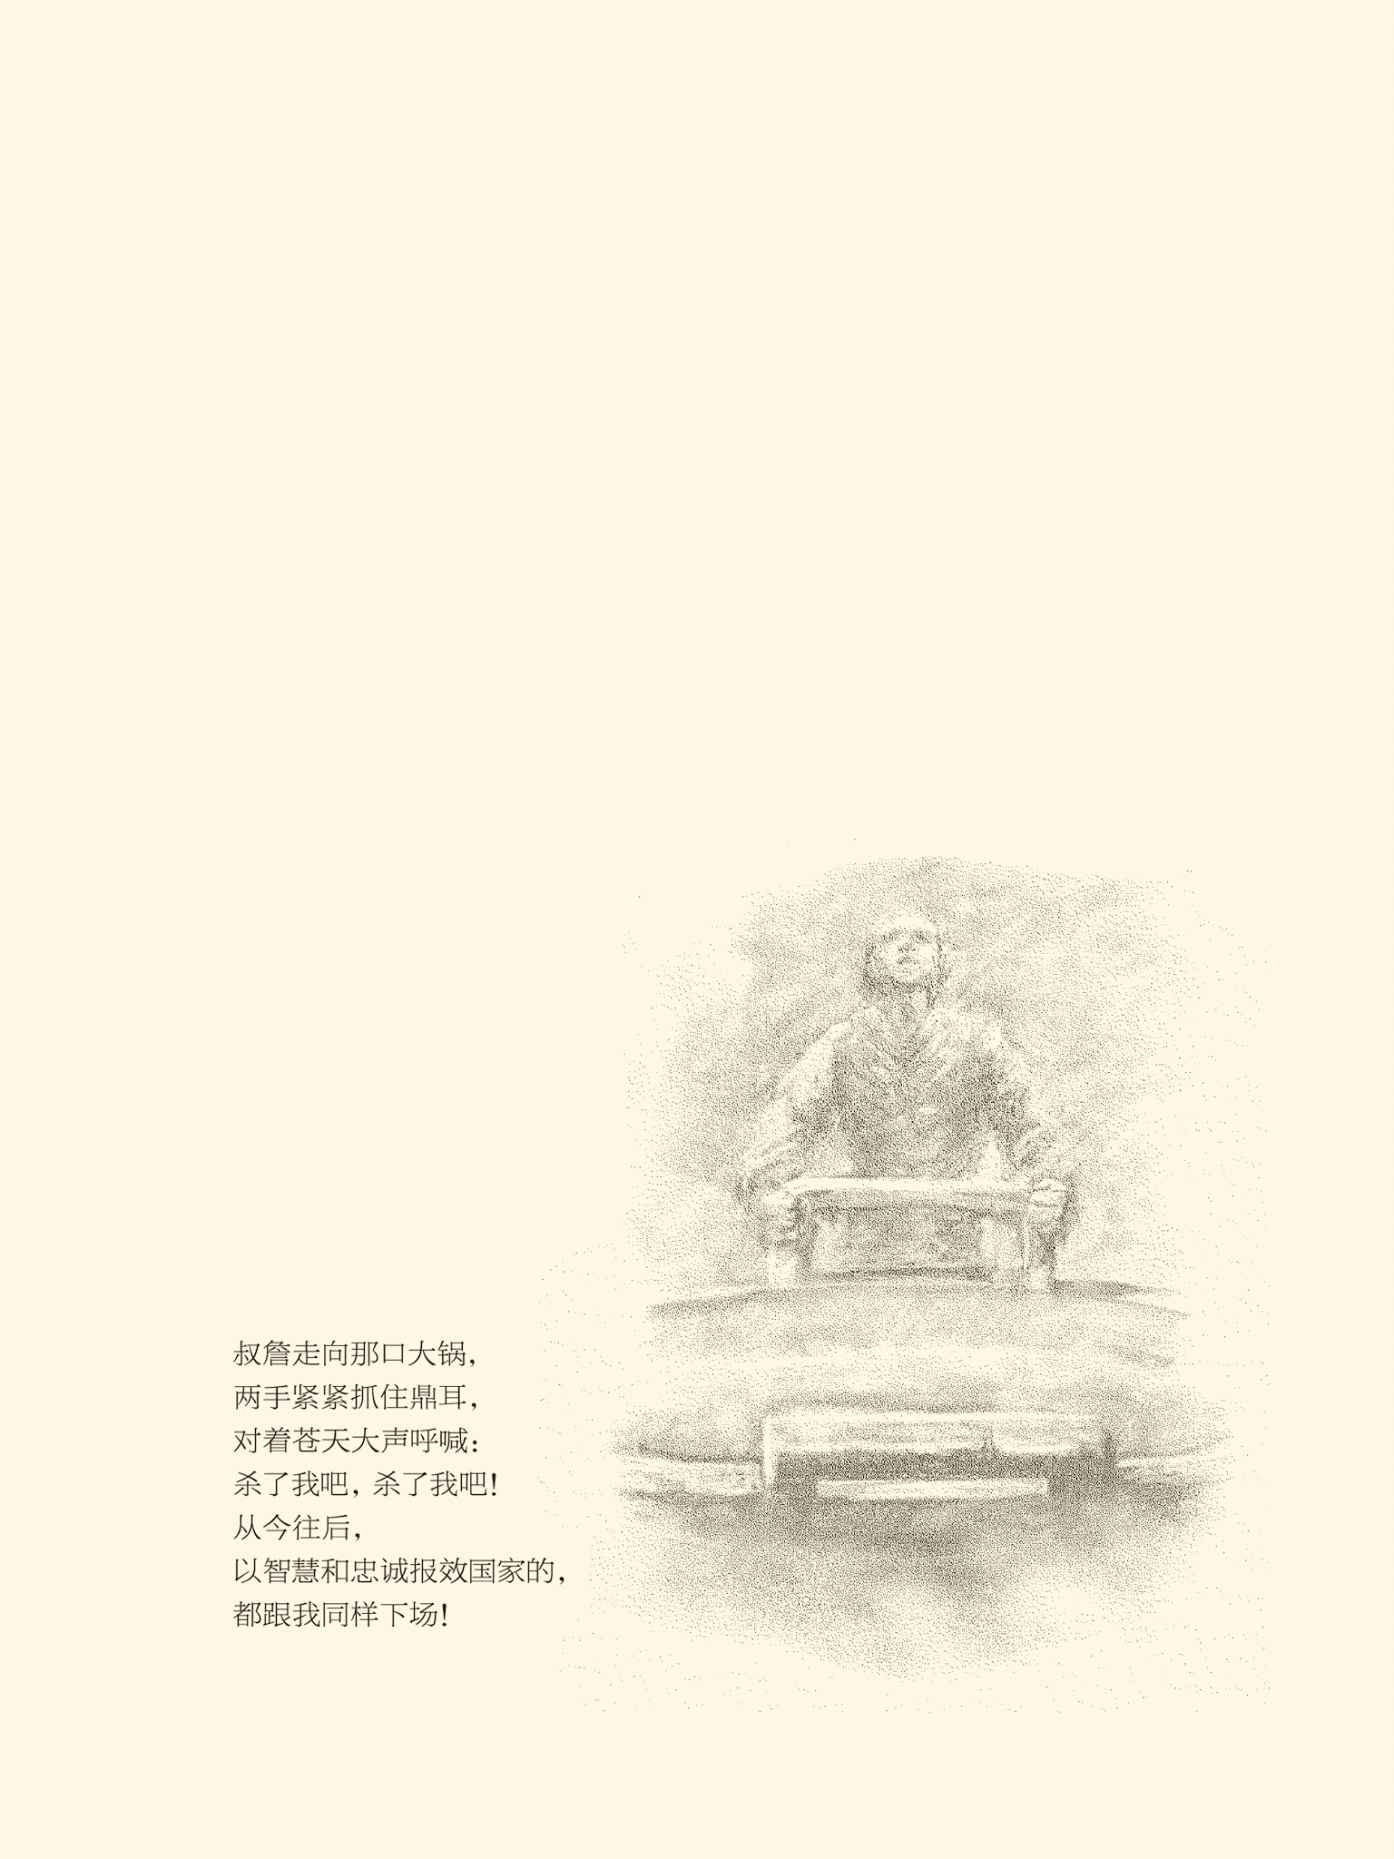 叔詹走向那口大锅，
两手紧紧抓住鼎耳，
对着苍天大声呼喊：
杀了我吧，杀了我吧！
从今往后，
以智慧和忠诚报效国家的，
都跟我同样下场！